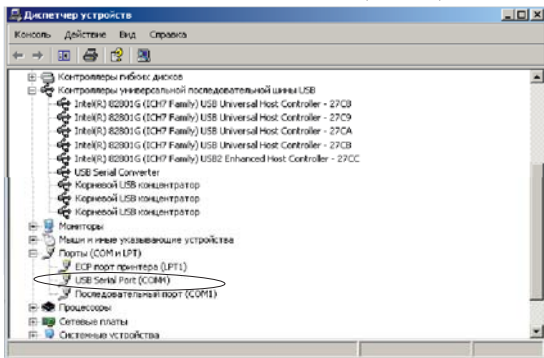 Диспетчер устройств
Консоль Действие Вид Справка
Контроллеры гибких дисков
Контроллеры универсальной последовательной шины USB
Intel(R) 82801G (ICH7 Family) USB Universal Host Controller - 27C8
Intel(R) 82801G (ICH7 Family) USB Universal Host Controller - 27C9
Intel(R) 82801G (ICH7 Family) USB Universal Host Controller - 27CA
Intel(R) 82801G (ICH7 Family) USB Universal Host Controller - 27CB
Intel(R) 82801G (ICH7 Family) USB2 Enhanced Host Controller - 27CC
USB Serial Converter
Корневой USB концентратор
Корневой USB концентратор
Корневой USB концентратор
Мониторы
Мыши и иные указывающие устройства
Порты (COM и LPT)
ECP порт принтера (LPT1)
USB Serial Port (COM4)
Последовательный порт (COM1)
Процессоры
Сетевые платы
Системные устройства